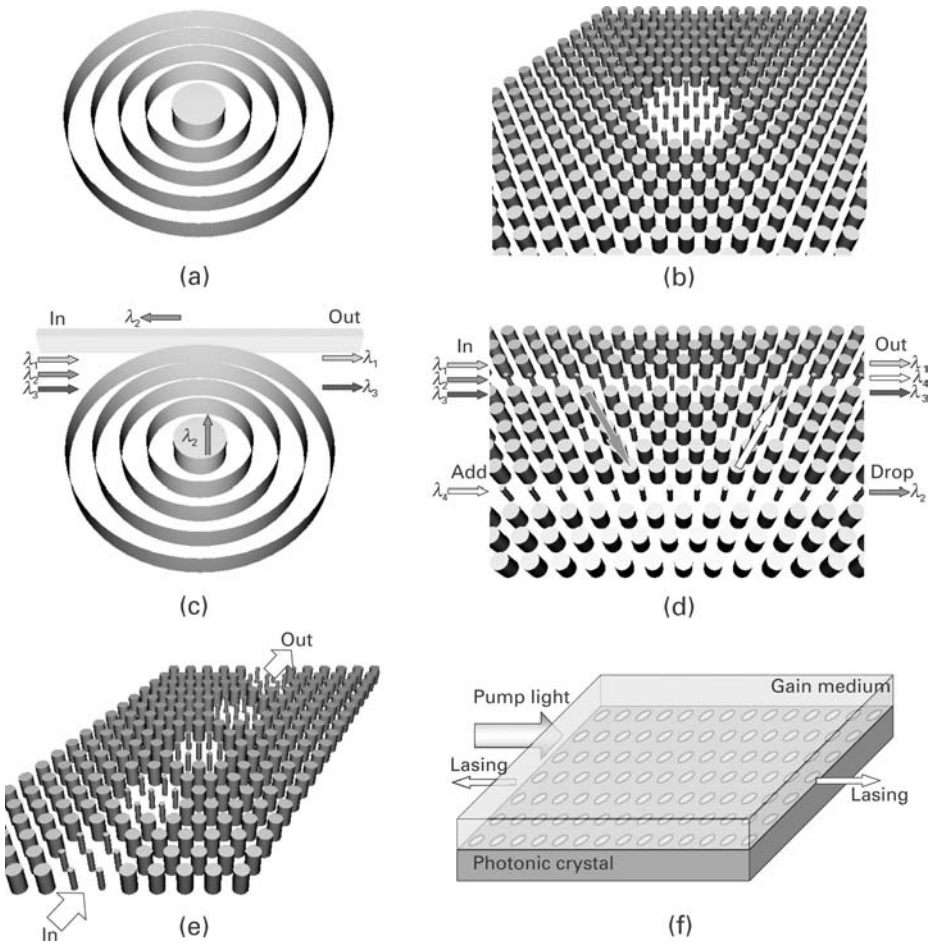 (a)
(b)
In
λ2
Out
λ1
λ2
λ3
λ1
λ3
λ2
(c)
In
λ1
λ2
λ3
Out
λ1
λ4
λ3
Add
λ4
Drop
λ2
(d)
Out
In
(e)
Gain medium
Pump light
Lasing
Lasing
Photonic crystal
(f)